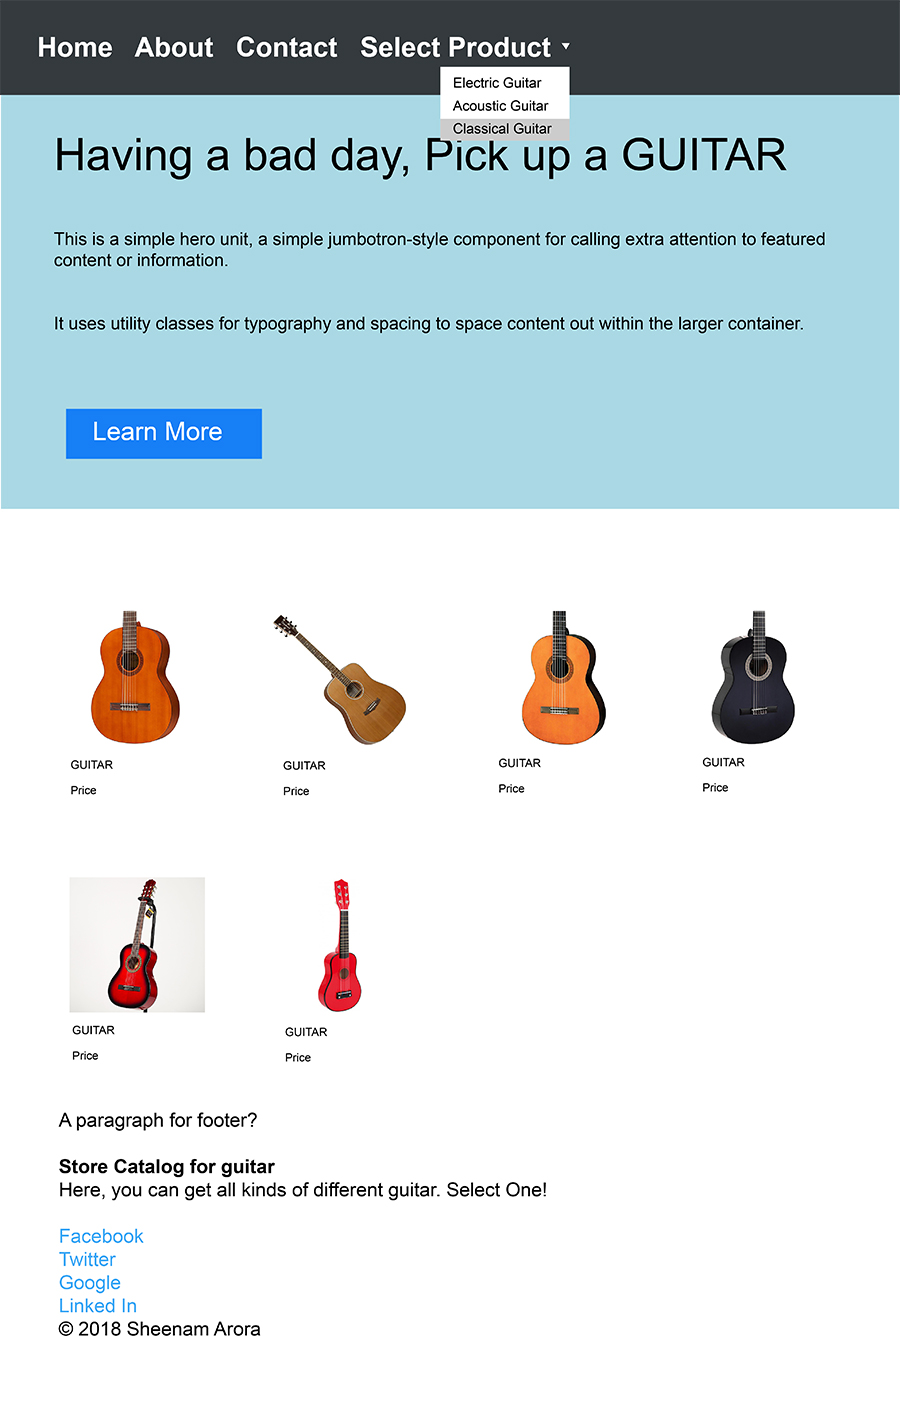 Home About Contact Select Product
Electric Guitar
Acoustic Guitar
Classical Guitar
Having a bad day, Pick up a GUITAR
This is a simple hero unit, a simple jumbotron-style component for calling extra attention to featured
content or information.
It uses utility classes for typography and spacing to space content out within the larger container.
Learn More
GUITAR
Price
GUITAR
Price
GUITAR
Price
GUITAR
Price
GUITAR
Price
GUITAR
Price
A paragraph for footer?
Store Catalog for guitar
Here, you can get all kinds of different guitar. Select One!
Facebook
Twitter
Google
Linked In
© 2018 Sheenam Arora